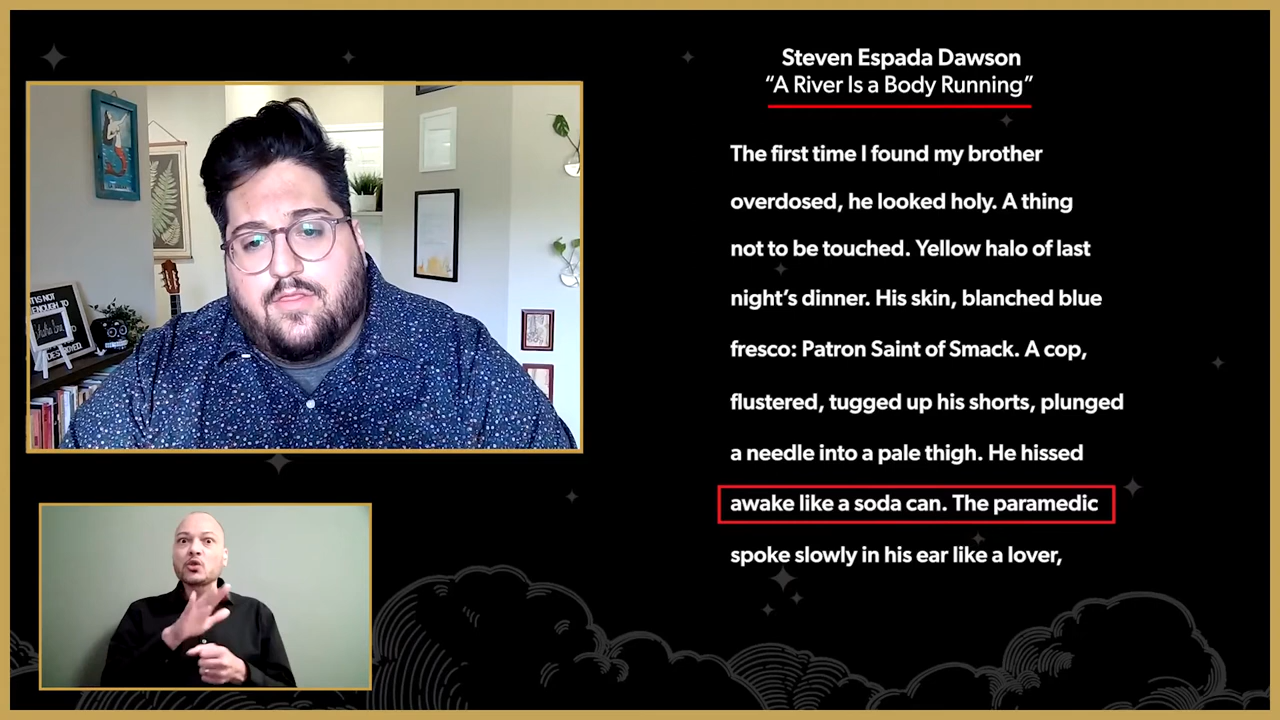 Steven Espada Dawson
“A River Is a Body Running”
The first time I found my brother
overdosed, he looked holy. A thing
not to be touched. Yellow halo of last
night’s dinner. His skin, blanched blue
fresco: Patron Saint of Smack. A cop,
flustered, tugged up his shorts, plunged
a needle into a pale thigh. He hissed
awake like a soda can. The paramedic
spoke slowly in his ear like a lover,